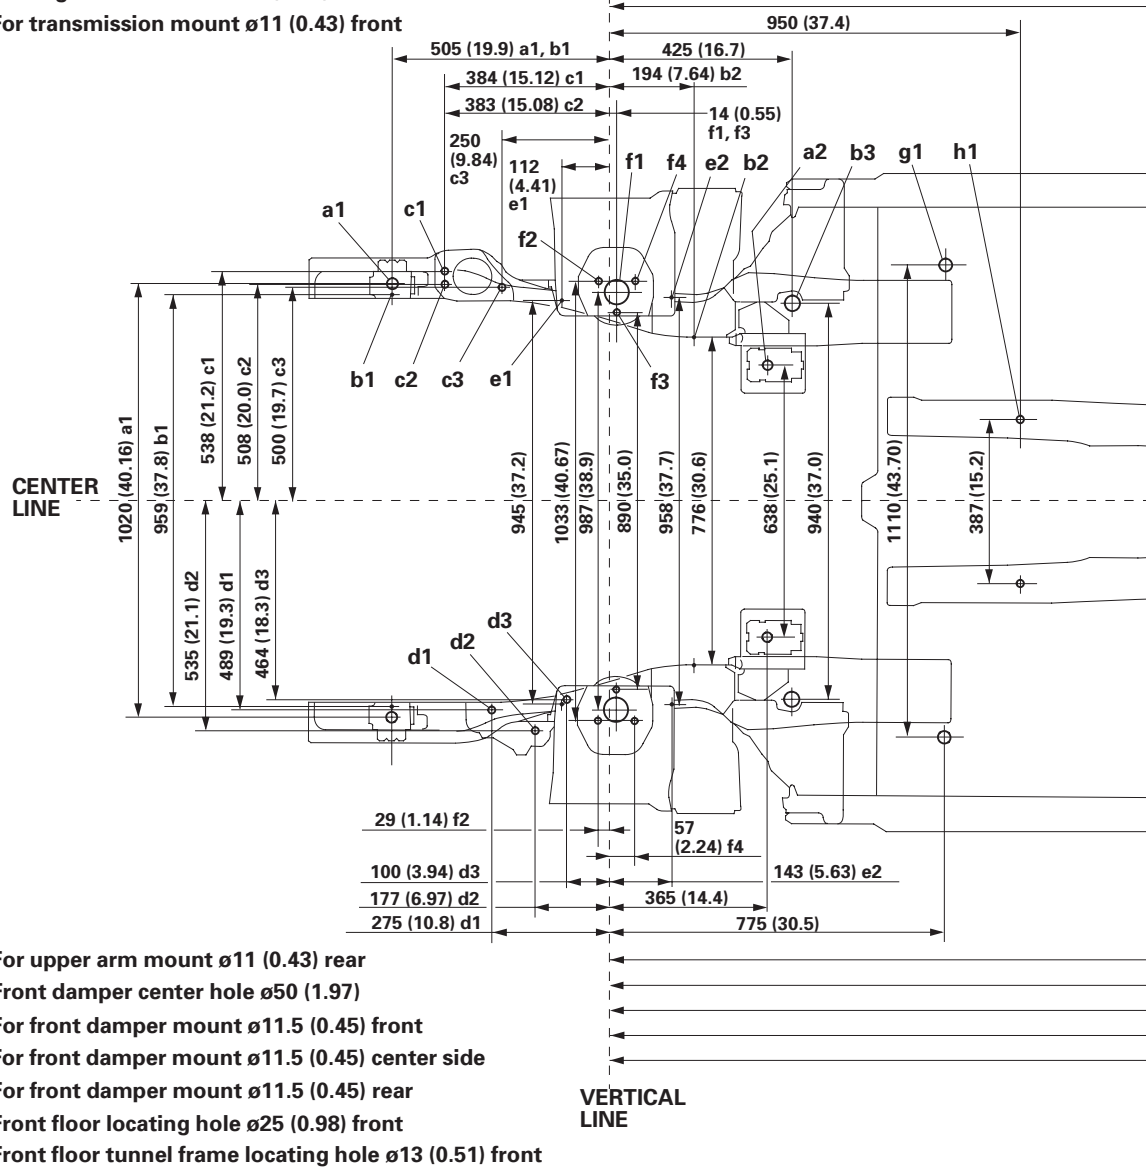 For transmission mount ø11 (0.43) front
950 (37.4)
505 (19.9) a1, b1
425 (16.7)
384 (15.12) c1
194 (7.64) b2
383 (15.08) c2
14 (0.55)
f1, f3
250
(9.84)
c3
112
(4.41)
e1
f1
f4
e2
b2
a2
b3
g1
h1
a1
c1
f2
b1
c2
c3
e1
f3
1020 (40.16) a1
959 (37.8) b1
538 (21.2) c1
508 (20.0) c2
500 (19.7) c3
945 (37.2)
1033 (40.67)
987 (38.9)
890 (35.0)
958 (37.7)
776 (30.6)
638 (25.1)
940 (37.0)
1110 (43.70)
387 (15.2)
CENTER
LINE
535 (21.1) d2
489 (19.3) d1
464 (18.3) d3
d3
d2
d1
29 (1.14) f2
57
(2.24) f4
100 (3.94) d3
143 (5.63) e2
177 (6.97) d2
365 (14.4)
275 (10.8) d1
775 (30.5)
For upper arm mount ø11 (0.43) rear
Front damper center hole ø50 (1.97)
For front damper mount ø11.5 (0.45) front
For front damper mount ø11.5 (0.45) center side
For front damper mount ø11.5 (0.45) rear
Front floor locating hole ø25 (0.98) front
Front floor tunnel frame locating hole ø13 (0.51) front
VERTICAL
LINE